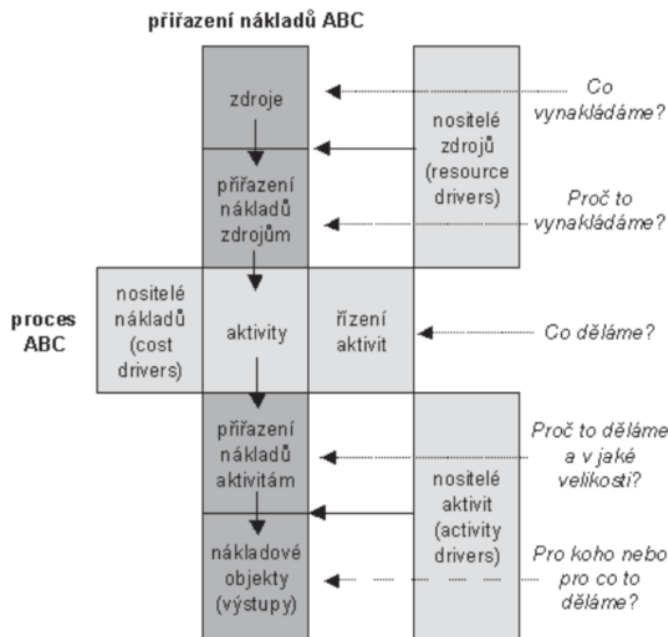 přiřazení nákladů ABC
zdroje
Co
vynakládáme?
nositelé
zdrojů
(resource
drivers)
přiřazení
nákladů
zdrojům
Proč to
vynakládáme?
proces
ABC
nositelé
nákladů
(cost
drivers)
aktivity
řízení
aktivit
Co děláme?
přiřazení
nákladů
aktivitám
Proč to děláme
a v jaké
velikosti?
nositelé
aktivit
(activity
drivers)
nákladové
objekty
(výstupy)
Pro koho nebo
pro co to
děláme?